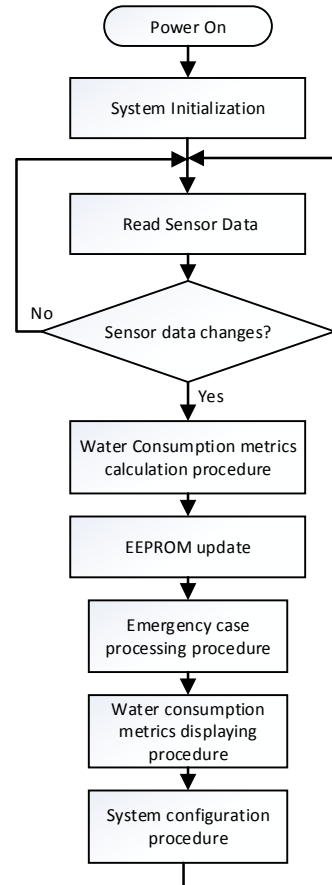 Power On
System Initialization
Read Sensor Data
No
Sensor data changes?
Yes
Water Consumption metrics
calculation procedure
EEPROM update
Emergency case
processing procedure
Water consumption
metrics displaying
procedure
System configuration
procedure